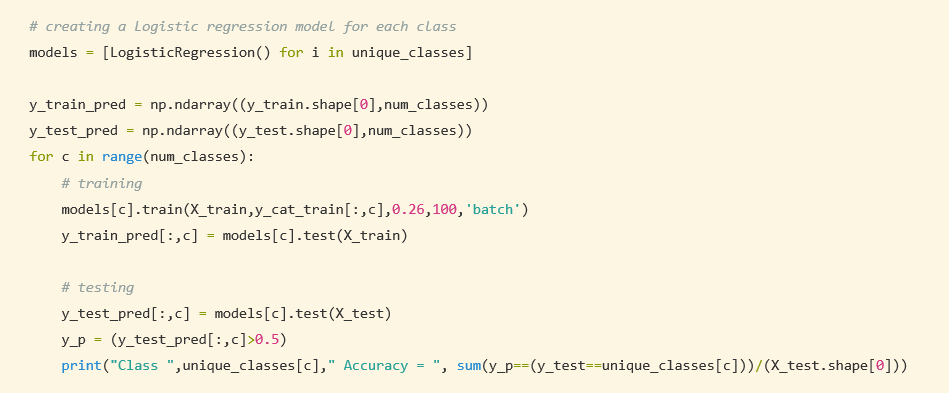 # creating a Logistic regression model for each class
models = [LogisticRegression() for i in unique_classes]
y_train_pred = np.ndarray((y_train.shape[0],num_classes))
y_test_pred = np.ndarray((y_test.shape[0],num_classes))
for c in range(num_classes):
    # training
    models[c].train(X_train,y_cat_train[:,c],0.26,100,'batch')
    y_train_pred[:,c] = models[c].test(X_train)
    # testing
    y_test_pred[:,c] = models[c].test(X_test)
    y_p = (y_test_pred[:,c]>0.5)
    print("Class ",unique_classes[c]," Accuracy = ", sum(y_p==(y_test==unique_classes[c]))/(X_test.shape[0]))